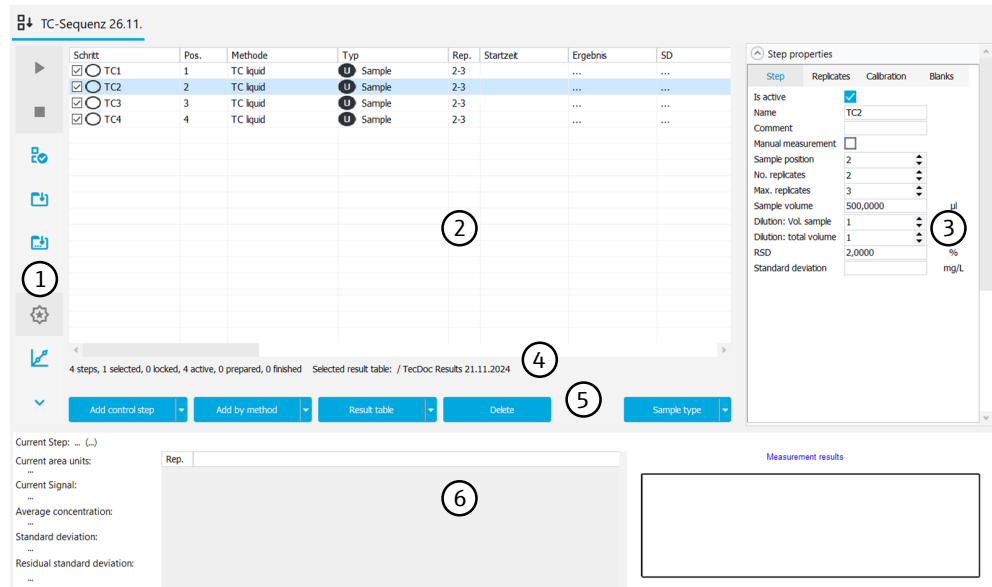 TC-Sequenz 26.11.
Schritt Pos. Methode Typ Rep. Startzeit Ergebnis SD
TC1 1 TC liquid U Sample 2-3 ... ...
TC2 2 TC liquid U Sample 2-3 ... ...
TC3 3 TC liquid U Sample 2-3 ... ...
TC4 4 TC liquid U Sample 2-3 ... ...
1
2
4 steps, 1 selected, 0 locked, 4 active, 0 prepared, 0 finished Selected result table: / TecDoc Results 21.11.2024
4
Add control step Add by method Result table Delete 5 Sample type
Step properties
Step Replicates Calibration Blanks
Is active
Name TC2
Comment
Manual measurement
Sample position 2
No. replicates 2
Max. replicates 3
Sample volume 500,0000 µl
Dilution: Vol. sample 1
Dilution: total volume 1
3
RSD 2,0000 %
Standard deviation mg/L
Current Step: ... (...)
Current area units:
...
Current Signal:
...
Average concentration:
...
Standard deviation:
...
Residual standard deviation:
...
Rep.
6
Measurement results